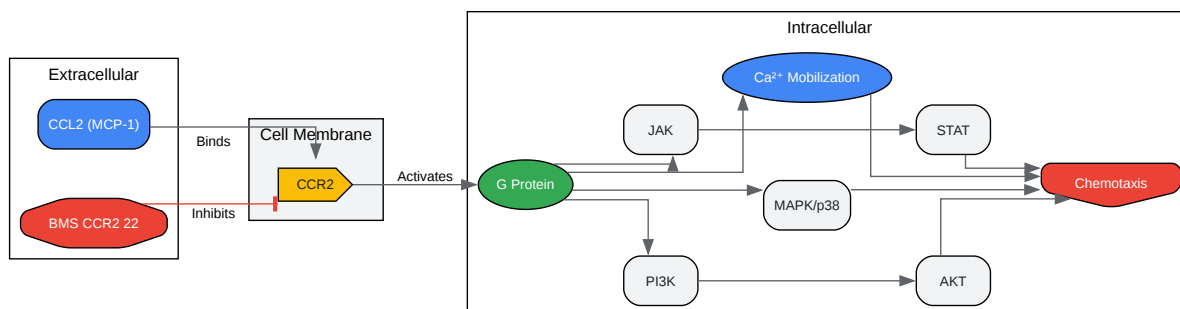 Extracellular
CCL2 (MCP-1)
BMS CCR2 22
Binds
Inhibits
Cell Membrane
CCR2
Activates
Intracellular
G Protein
Ca²⁺ Mobilization
JAK
STAT
MAPK/p38
Chemotaxis
PI3K
AKT